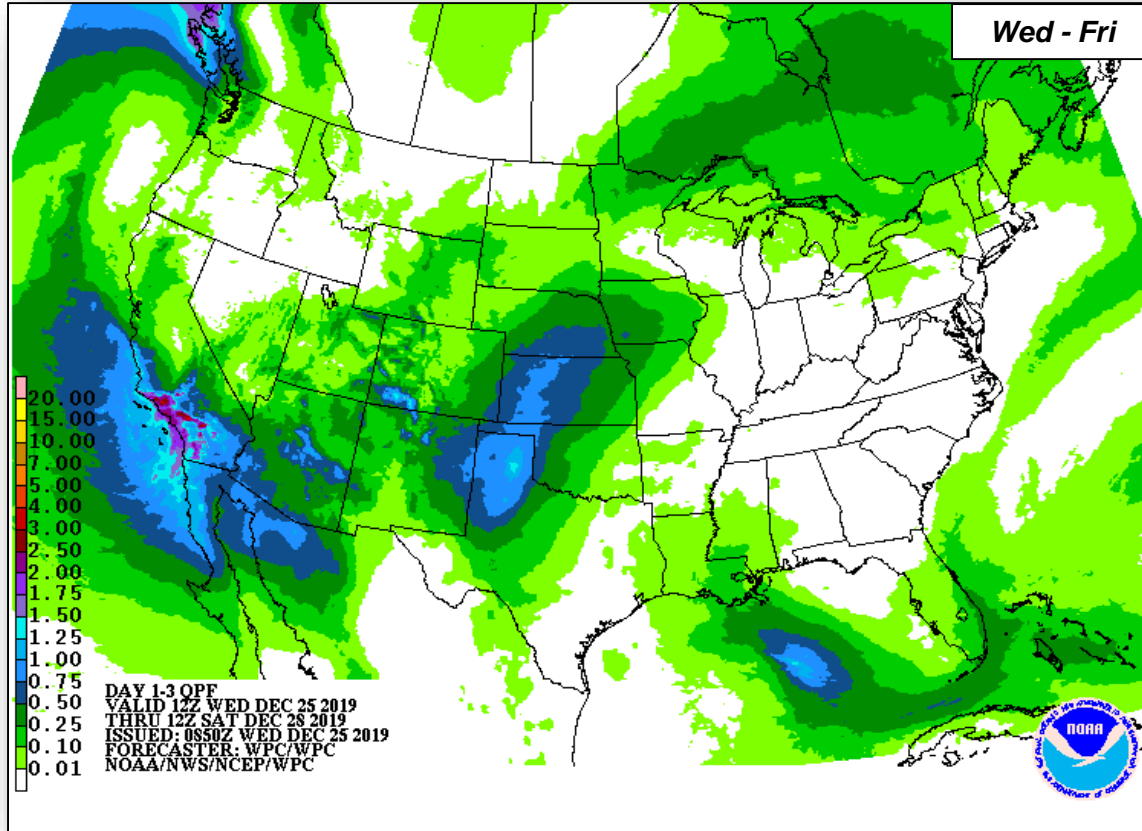 Wed - Fri
20.00
15.00
10.00
7.00
5.00
4.00
3.00
2.50
2.00
1.75
1.50
1.25
1.00
0.75
0.50
0.25
0.10
0.01
DAY 1-3 QPF
VALID 12Z WED DEC 25 2019
THRU 12Z SAT DEC 28 2019
ISSUED: 0850Z WED DEC 25 2019
FORECASTER: WPC/WPC
NOAA/NWS/NCEP/WPC
NOAA